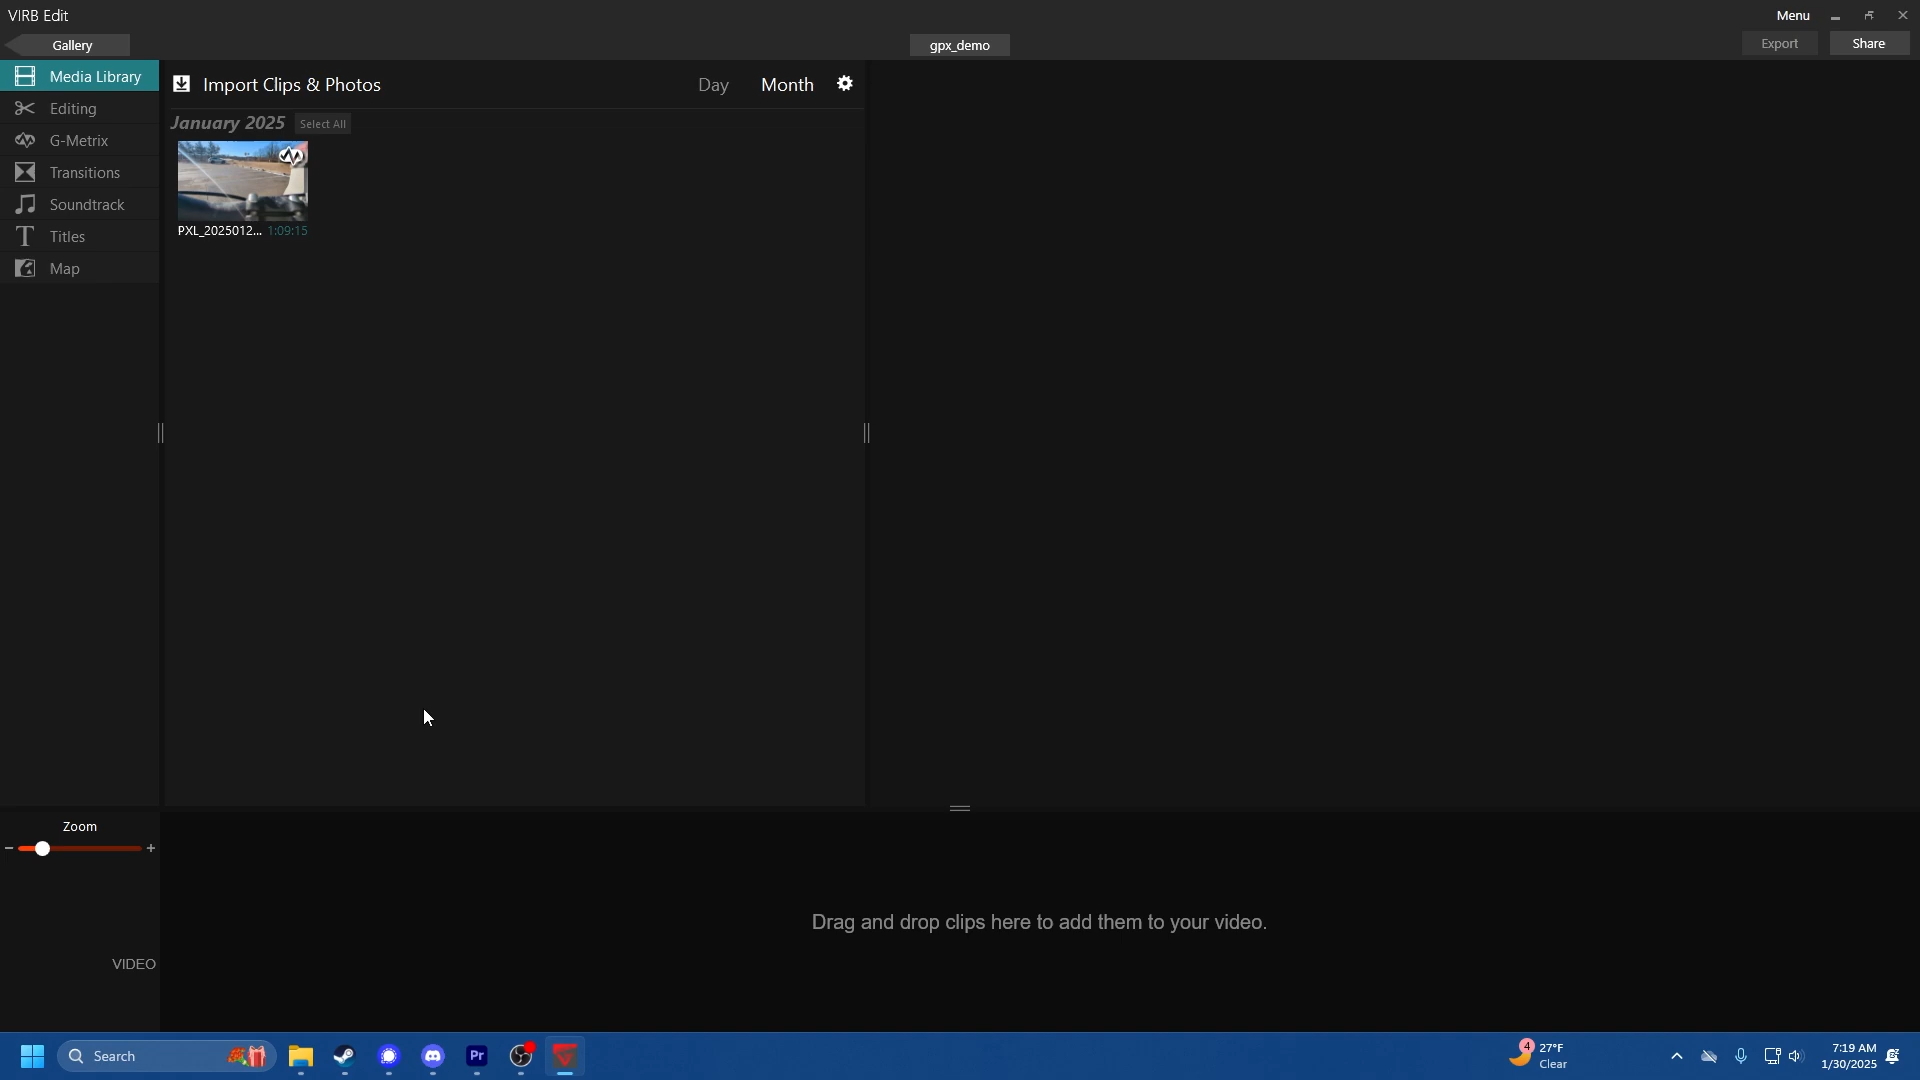 VIRB Edit
Menu
Gallery
gpx_demo
Export
Share
Media Library
Editing
G-Metrix
Transitions
Soundtrack
Titles
Map
Import Clips & Photos
Day
Month
January 2025
Select All
PXL_2025012... 1:09:15
Zoom
VIDEO
Drag and drop clips here to add them to your video.
Search
Pr
4
27°F
Clear
7:19 AM
1/30/2025